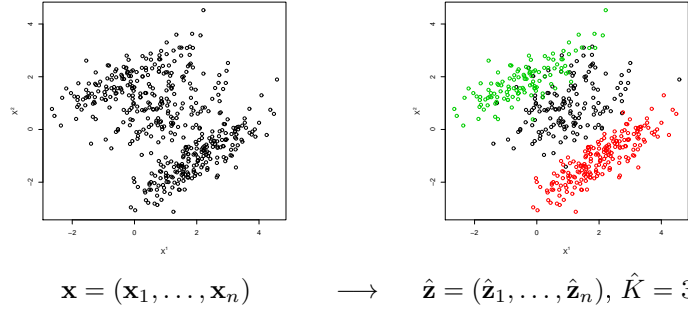 4
2
0
−2
X²
−2 0 2 4
X¹
4
2
0
−2
X²
−2 0 2 4
X¹
𝐱 = (𝐱₁, . . . , 𝐱ₙ) ⟶ 𝐳̂ = (𝐳̂₁, . . . , 𝐳̂ₙ), K̂ = 3